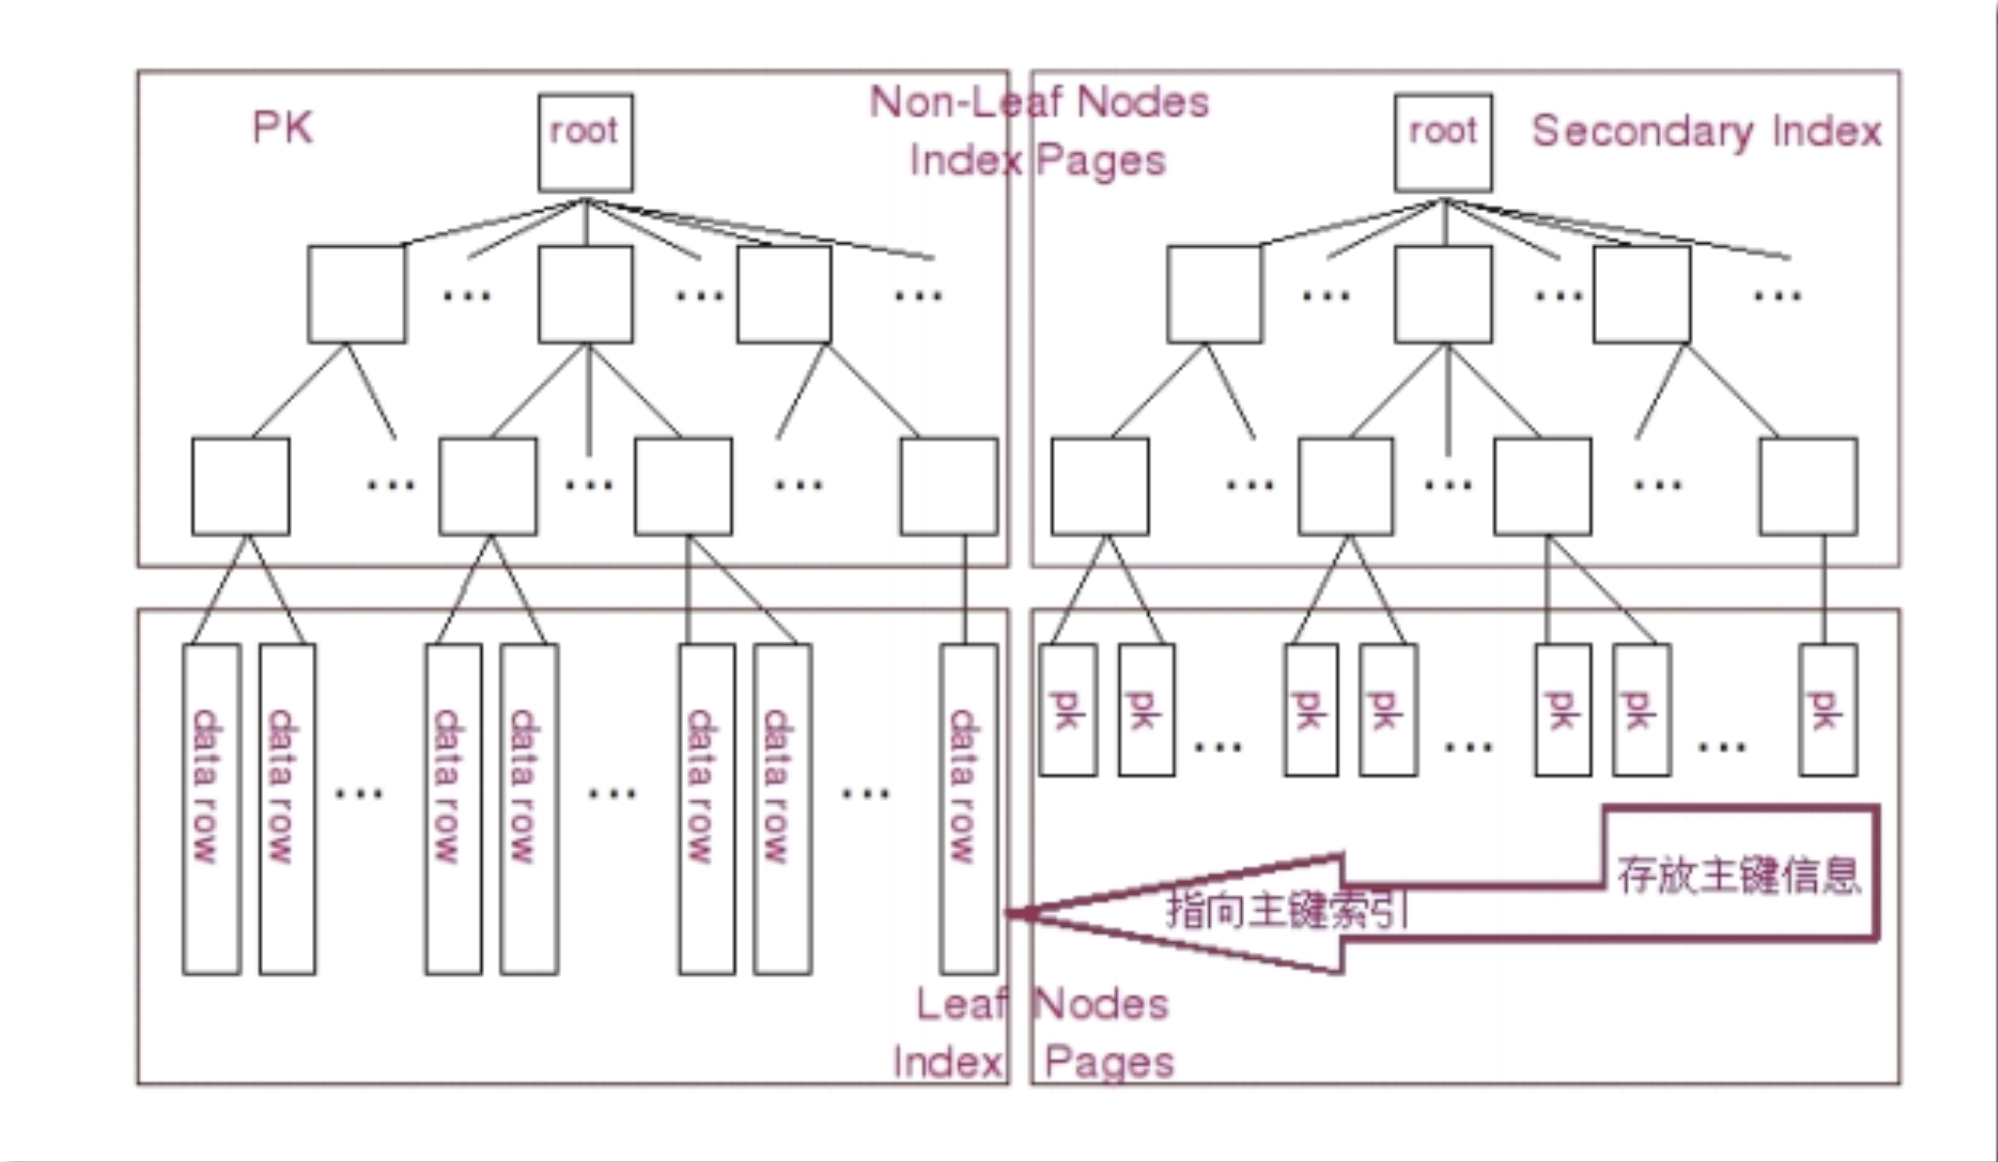 PK
root
Non-Leaf Nodes
Index Pages
root
Secondary Index
data row
data row
data row
data row
data row
data row
data row
pk
pk
pk
pk
pk
pk
pk
存放主键信息
指向主键索引
Leaf Nodes
Index Pages